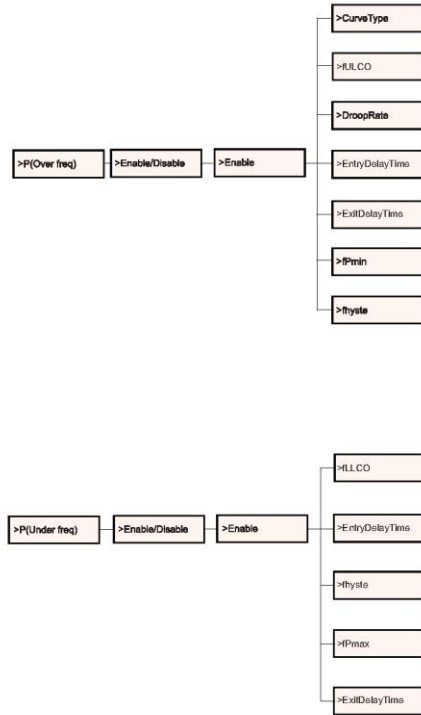 >CurveType
>fULCO
>DroopRate
>P(Over freq)
>Enable/Disable
>Enable
>EntryDelayTime
>ExitDelayTime
>fPmin
>fhyste
>fLLCO
>P(Under freq)
>Enable/Disable
>Enable
>EntryDelayTime
>fhyste
>fPmax
>ExitDelayTime